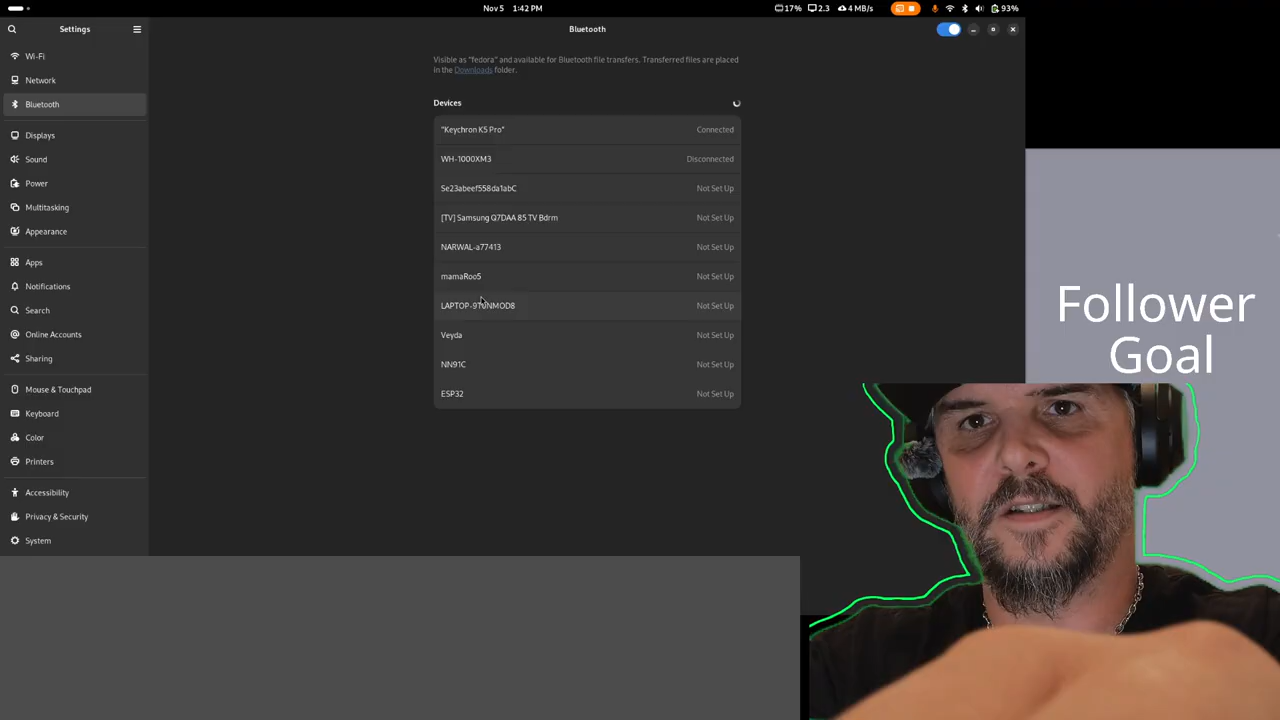 Nov 5 1:42 PM
17% 2.3 4 MB/s 93%
Settings
Bluetooth
Wi-Fi
Network
Bluetooth
Displays
Sound
Power
Multitasking
Appearance
Apps
Notifications
Search
Online Accounts
Sharing
Mouse & Touchpad
Keyboard
Color
Printers
Accessibility
Privacy & Security
System
Visible as "fedora" and available for Bluetooth file transfers. Transferred files are placed
in the Downloads folder.
Devices
"Keychron K5 Pro" Connected
WH-1000XM3 Disconnected
Se23abeef558da1abC Not Set Up
[TV] Samsung Q7DAA 85 TV Bdrm Not Set Up
NARWAL-a77413 Not Set Up
mamaRoo5 Not Set Up
Not Set Up
Veyda Not Set Up
NN91C Not Set Up
ESP32 Not Set Up
Follower
Goal